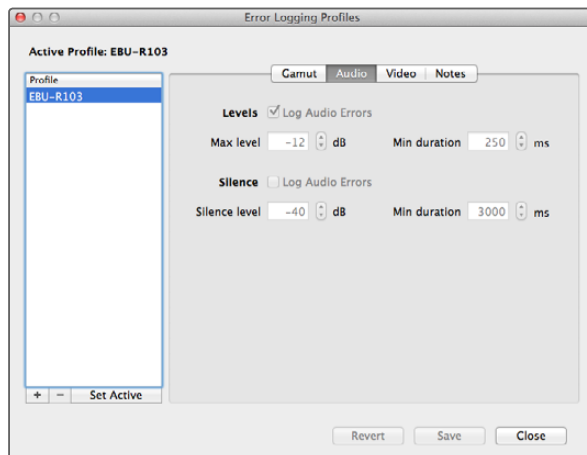 Error Logging Profiles
Active Profile: EBU-R103
Profile
EBU-R103
Gamut Audio Video Notes
Levels Log Audio Errors
Max level -12 dB Min duration 250 ms
Silence Log Audio Errors
Silence level -40 dB Min duration 3000 ms
+ - Set Active
Revert Save Close